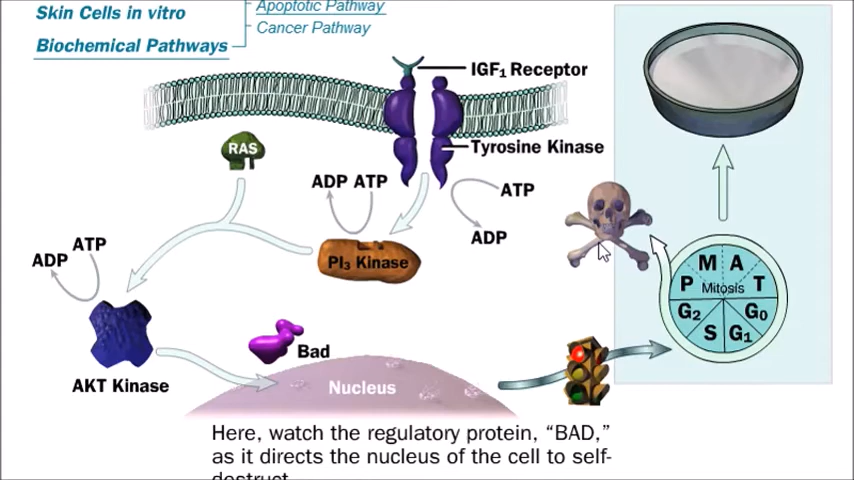 Skin Cells in vitro
Apoptotic Pathway
Cancer Pathway
Biochemical Pathways
IGF1 Receptor
RAS
Tyrosine Kinase
ADP ATP
ATP
ADP
ATP
ADP
PI3 Kinase
M A
P Mitosis T
G2 G0
S G1
Bad
AKT Kinase
Nucleus
Here, watch the regulatory protein, “BAD,”
as it directs the nucleus of the cell to self-
destruct